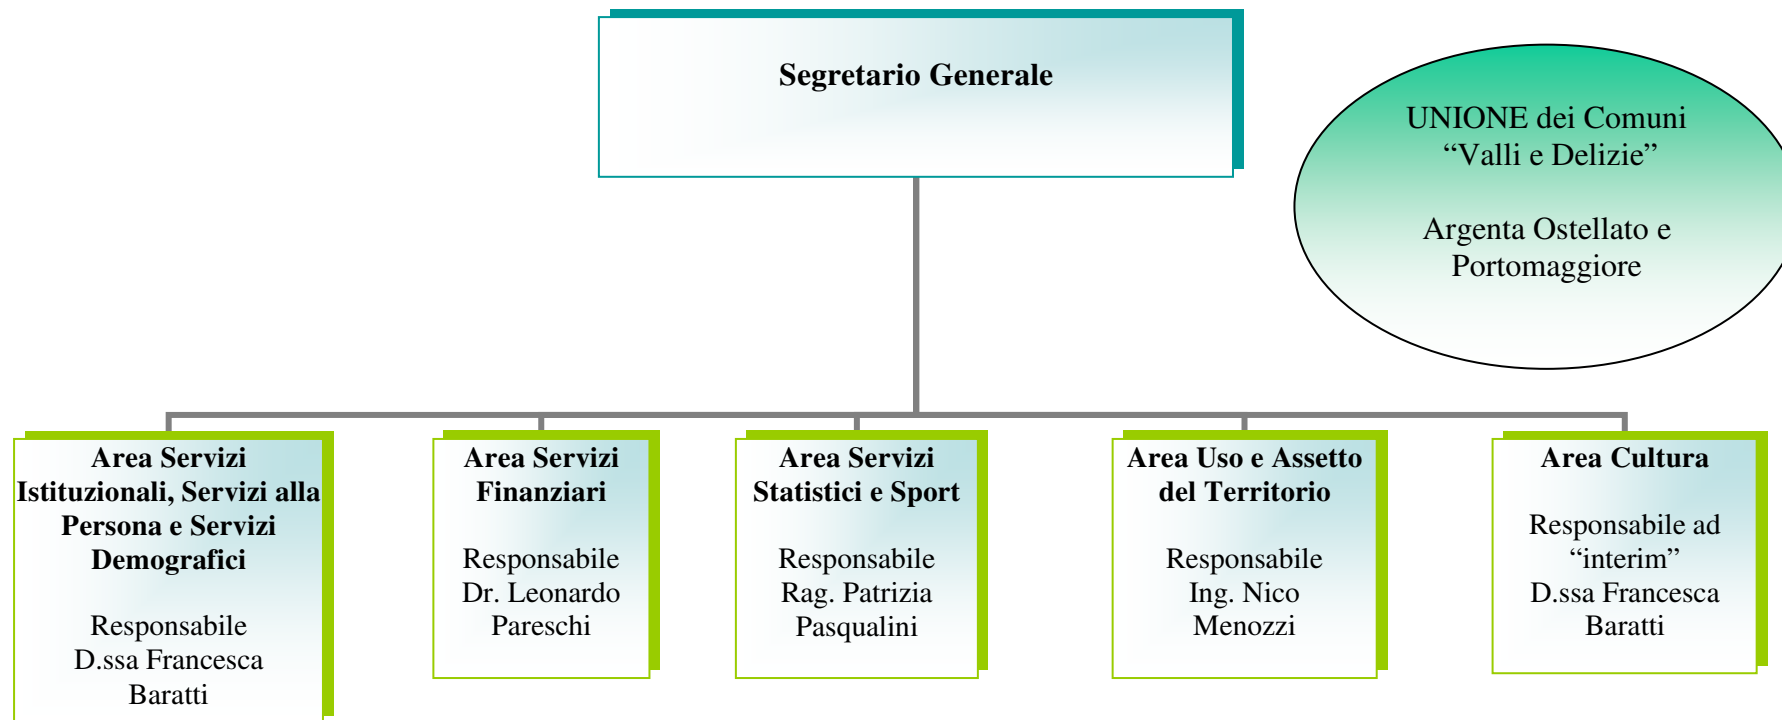 Segretario Generale
UNIONE dei Comuni
“Valli e Delizie”
Argenta Ostellato e
Portomaggiore
Area Servizi
Istituzionali, Servizi alla
Persona e Servizi
Demografici
Responsabile
D.ssa Francesca
Baratti
Area Servizi
Finanziari
Responsabile
Dr. Leonardo
Pareschi
Area Servizi
Statistici e Sport
Responsabile
Rag. Patrizia
Pasqualini
Area Uso e Assetto
del Territorio
Responsabile
Ing. Nico
Menozzi
Area Cultura
Responsabile ad
“interim”
D.ssa Francesca
Baratti